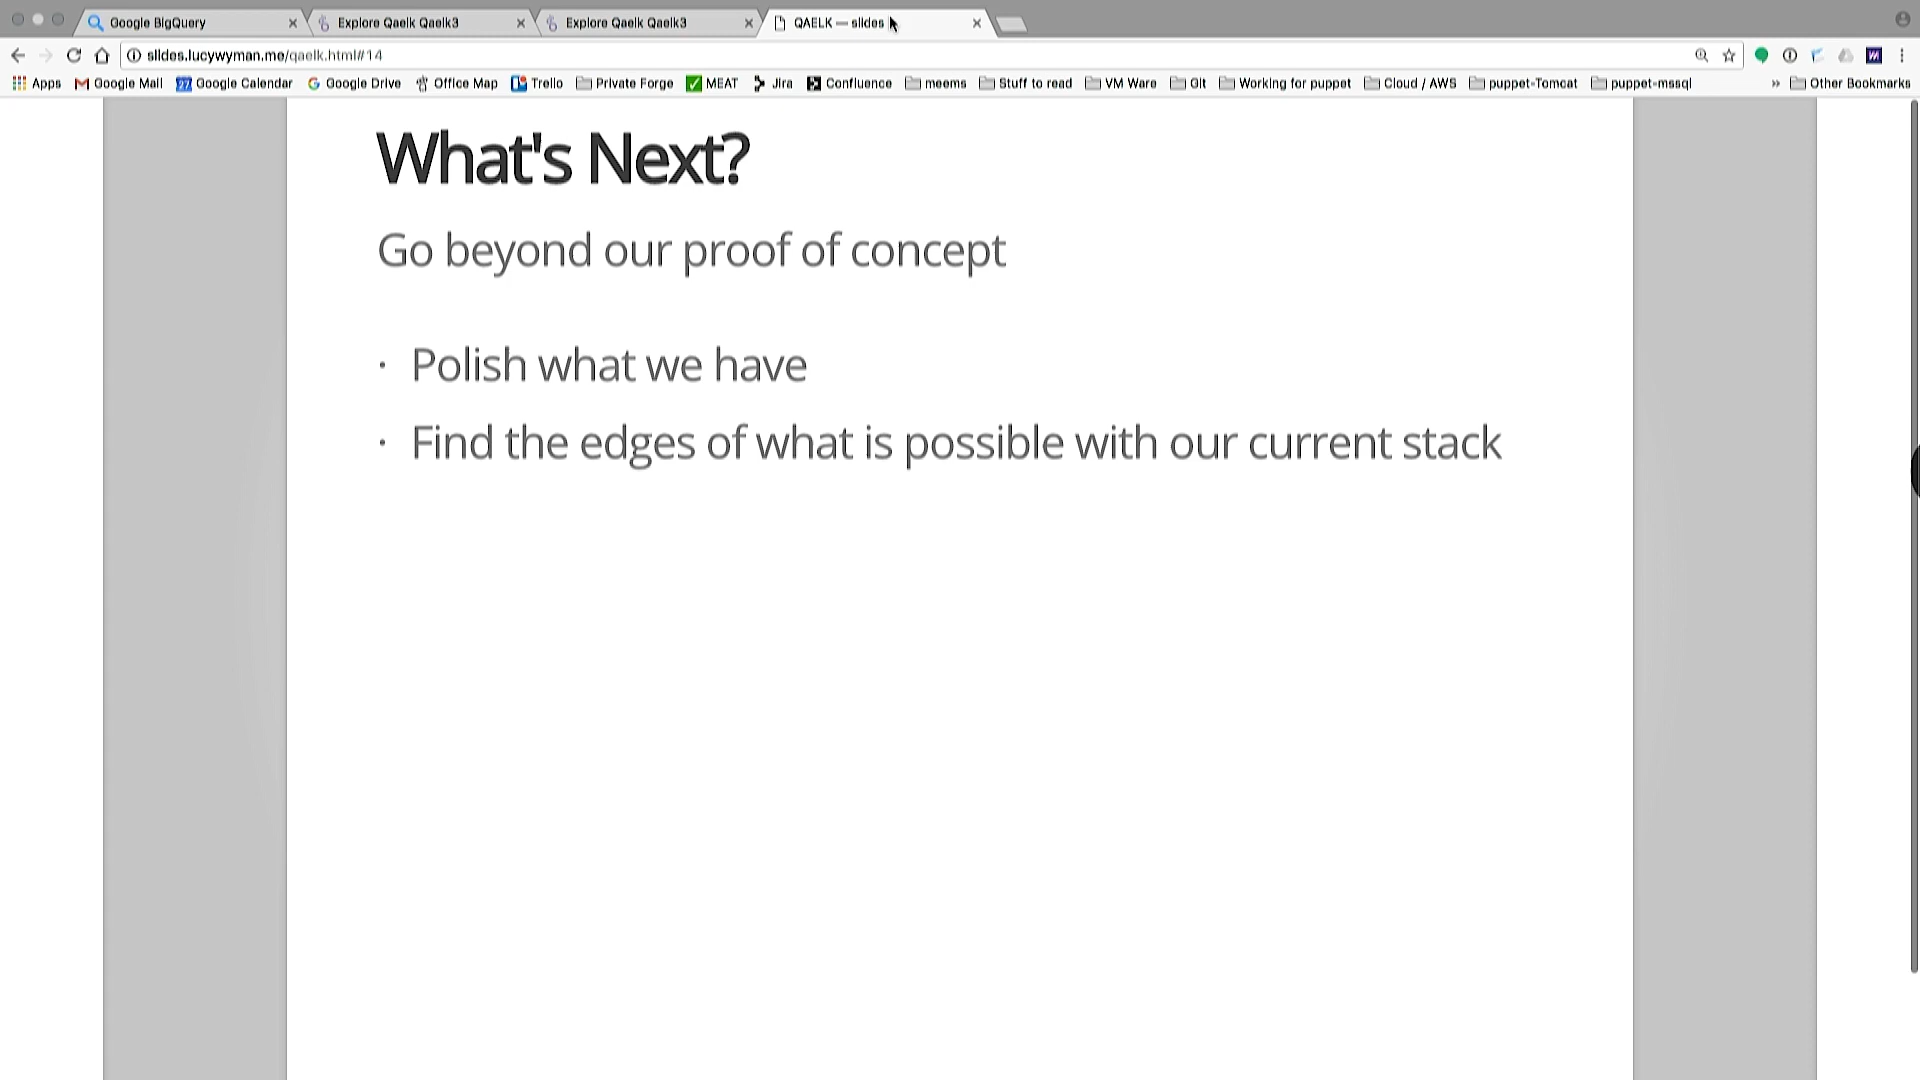 Google BigQuery
Explore Qaelk Qaelk3
Explore Qaelk Qaelk3
QAELK — slides
slides.lucywyman.me/qaelk.html#14
Apps Google Mail Google Calendar Google Drive Office Map Trello Private Forge MEAT Jira Confluence meems Stuff to read VM Ware Git Working for puppet Cloud / AWS puppet-Tomcat puppet-mssql » Other Bookmarks
What's Next?
Go beyond our proof of concept
· Polish what we have
· Find the edges of what is possible with our current stack